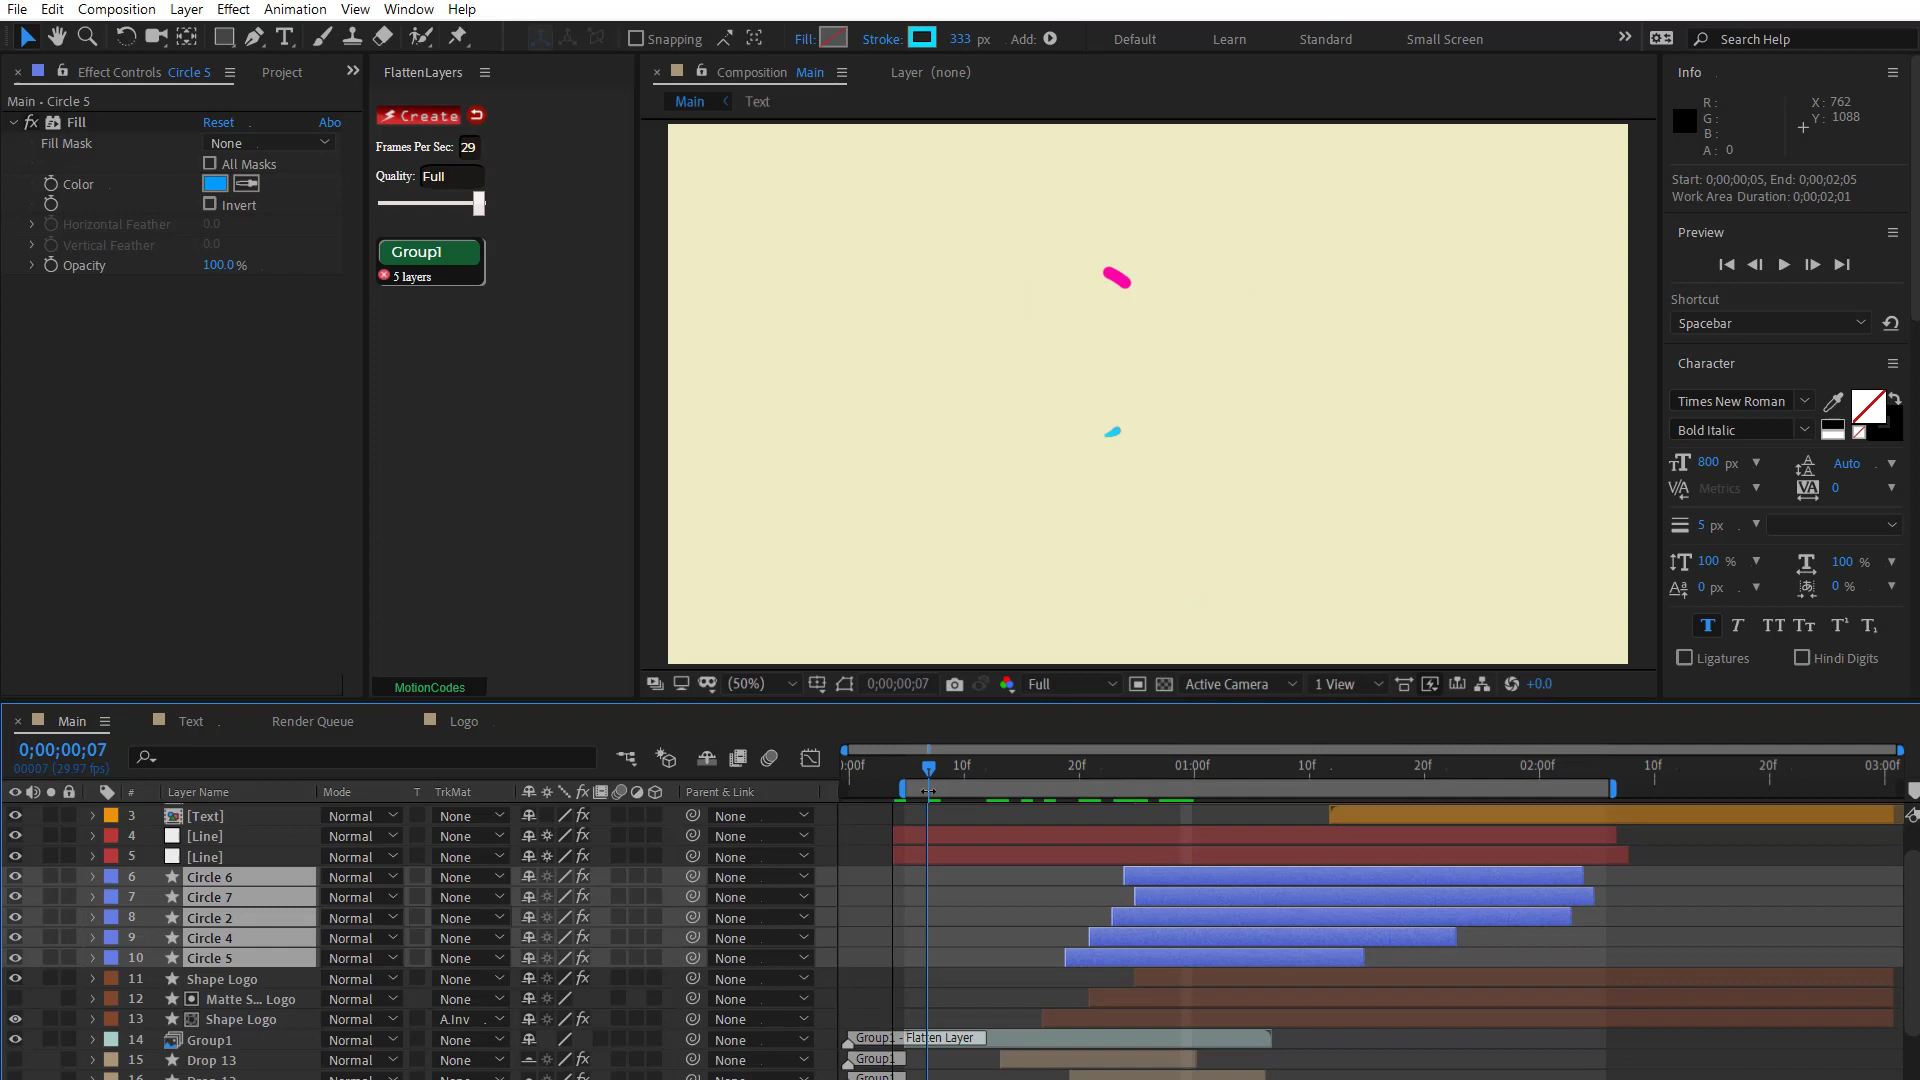 File Edit Composition Layer Effect Animation View Window Help
Snapping Fill: Stroke: 333 px Add: Default Learn Standard Small Screen Search Help
Effect Controls Circle 5 Project
Main • Circle 5
Fill Reset Abo
Fill Mask None
All Masks
Color
Invert
Horizontal Feather 0.0
Vertical Feather 0.0
Opacity 100.0 %
FlattenLayers
Create
Frames Per Sec: 29
Quality: Full
Group1
5 layers
MotionCodes
Composition Main Layer (none)
Main Text
(50%) 0;00;00;07 Full Active Camera 1 View +0.0
Info
R: X: 762
G: Y: 1088
B:
A: 0
Start: 0;00;00;05, End: 0;00;02;05
Work Area Duration: 0;00;02;01
Preview
Shortcut
Spacebar
Character
Times New Roman
Bold Italic
800 px Auto
Metrics 0
5 px
100 % 100 %
0 px 0 %
T T TT Tt T¹ T₁
Ligatures Hindi Digits
Main Text Render Queue Logo
0;00;00;07
00007 (29.97 fps)
:00f 10f 20f 01:00f 10f 20f 02:00f 10f 20f 03:00f
# Layer Name Mode T TrkMat Parent & Link
3 [Text] Normal None None
4 [Line] Normal None None
5 [Line] Normal None None
6 Circle 6 Normal None None
7 Circle 7 Normal None None
8 Circle 2 Normal None None
9 Circle 4 Normal None None
10 Circle 5 Normal None None
11 Shape Logo Normal None None
12 Matte S... Logo Normal None None
13 Shape Logo Normal A.Inv None
14 Group1 Normal None None Group1 - Flatten Layer
15 Drop 13 Normal None None Group1